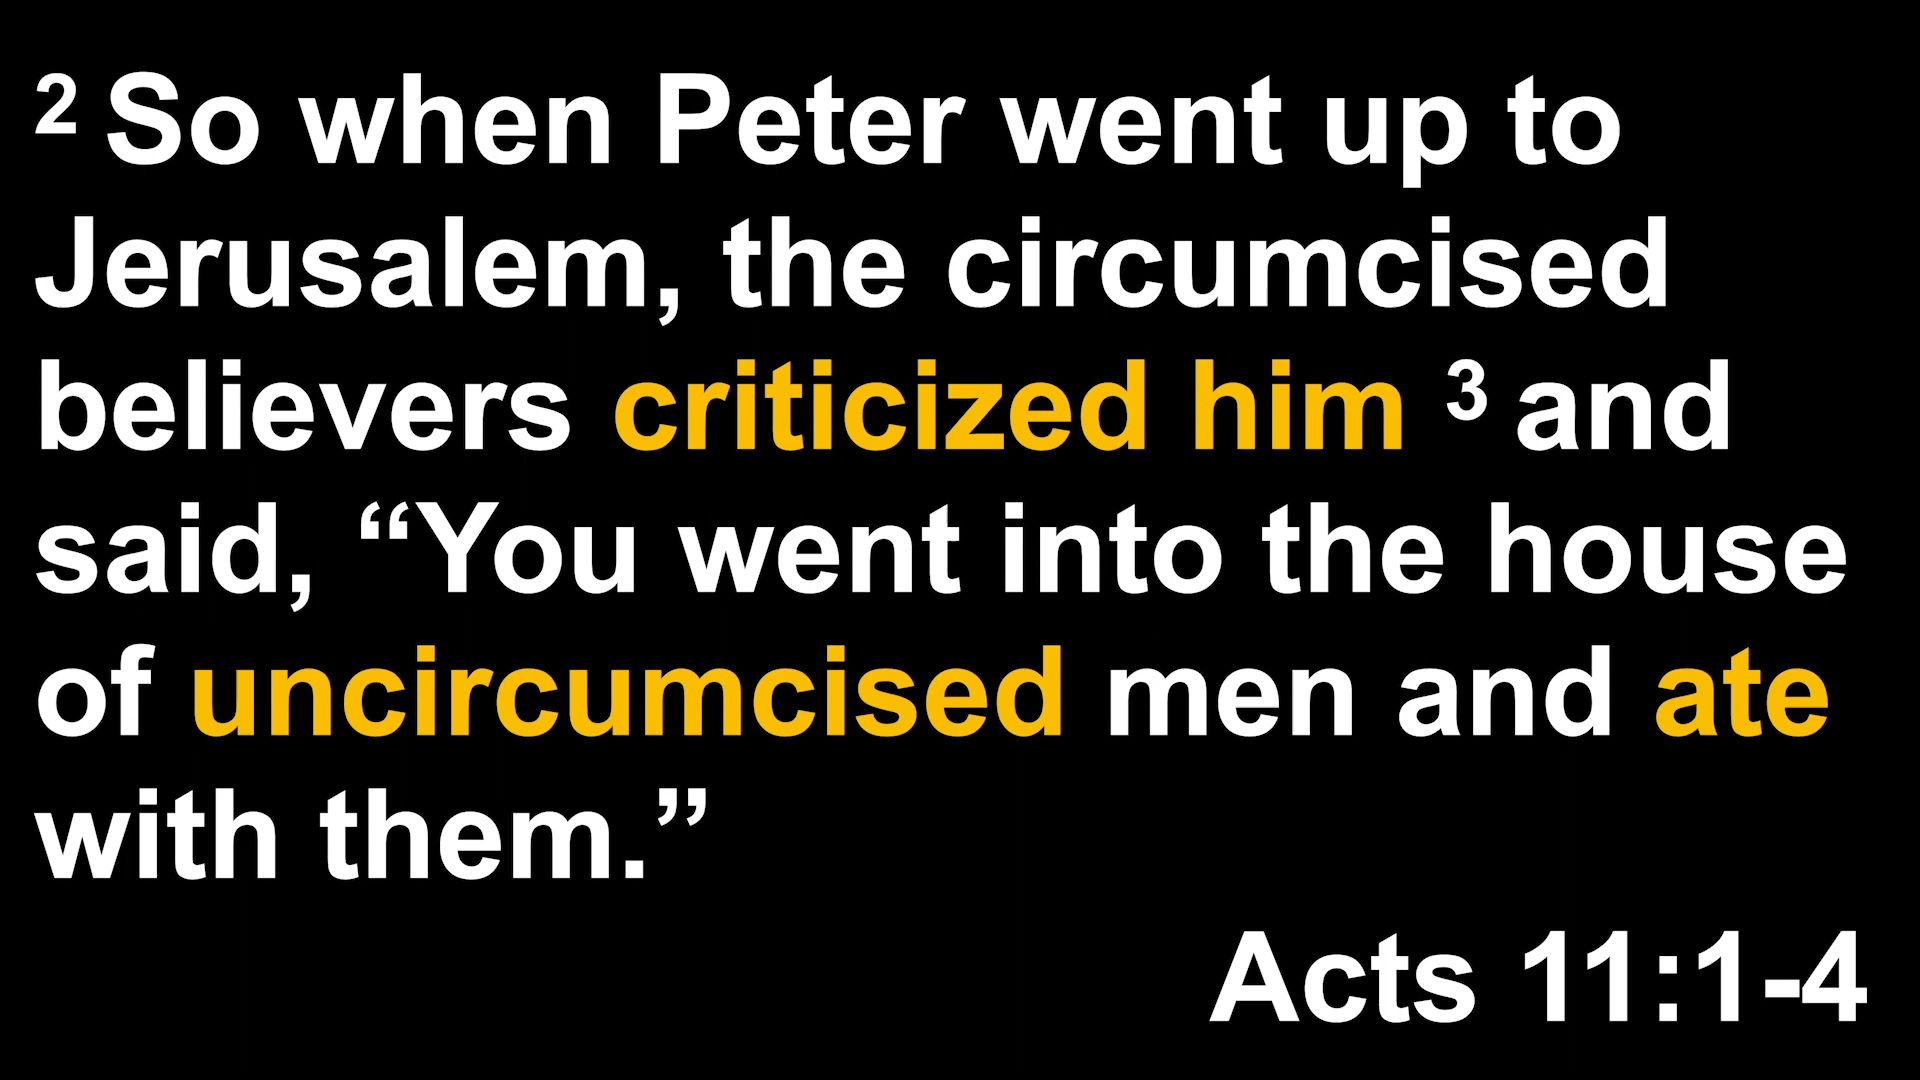 2 So when Peter went up to
Jerusalem, the circumcised
believers criticized him 3 and
said, “You went into the house
of uncircumcised men and ate
with them.”
Acts 11:1-4